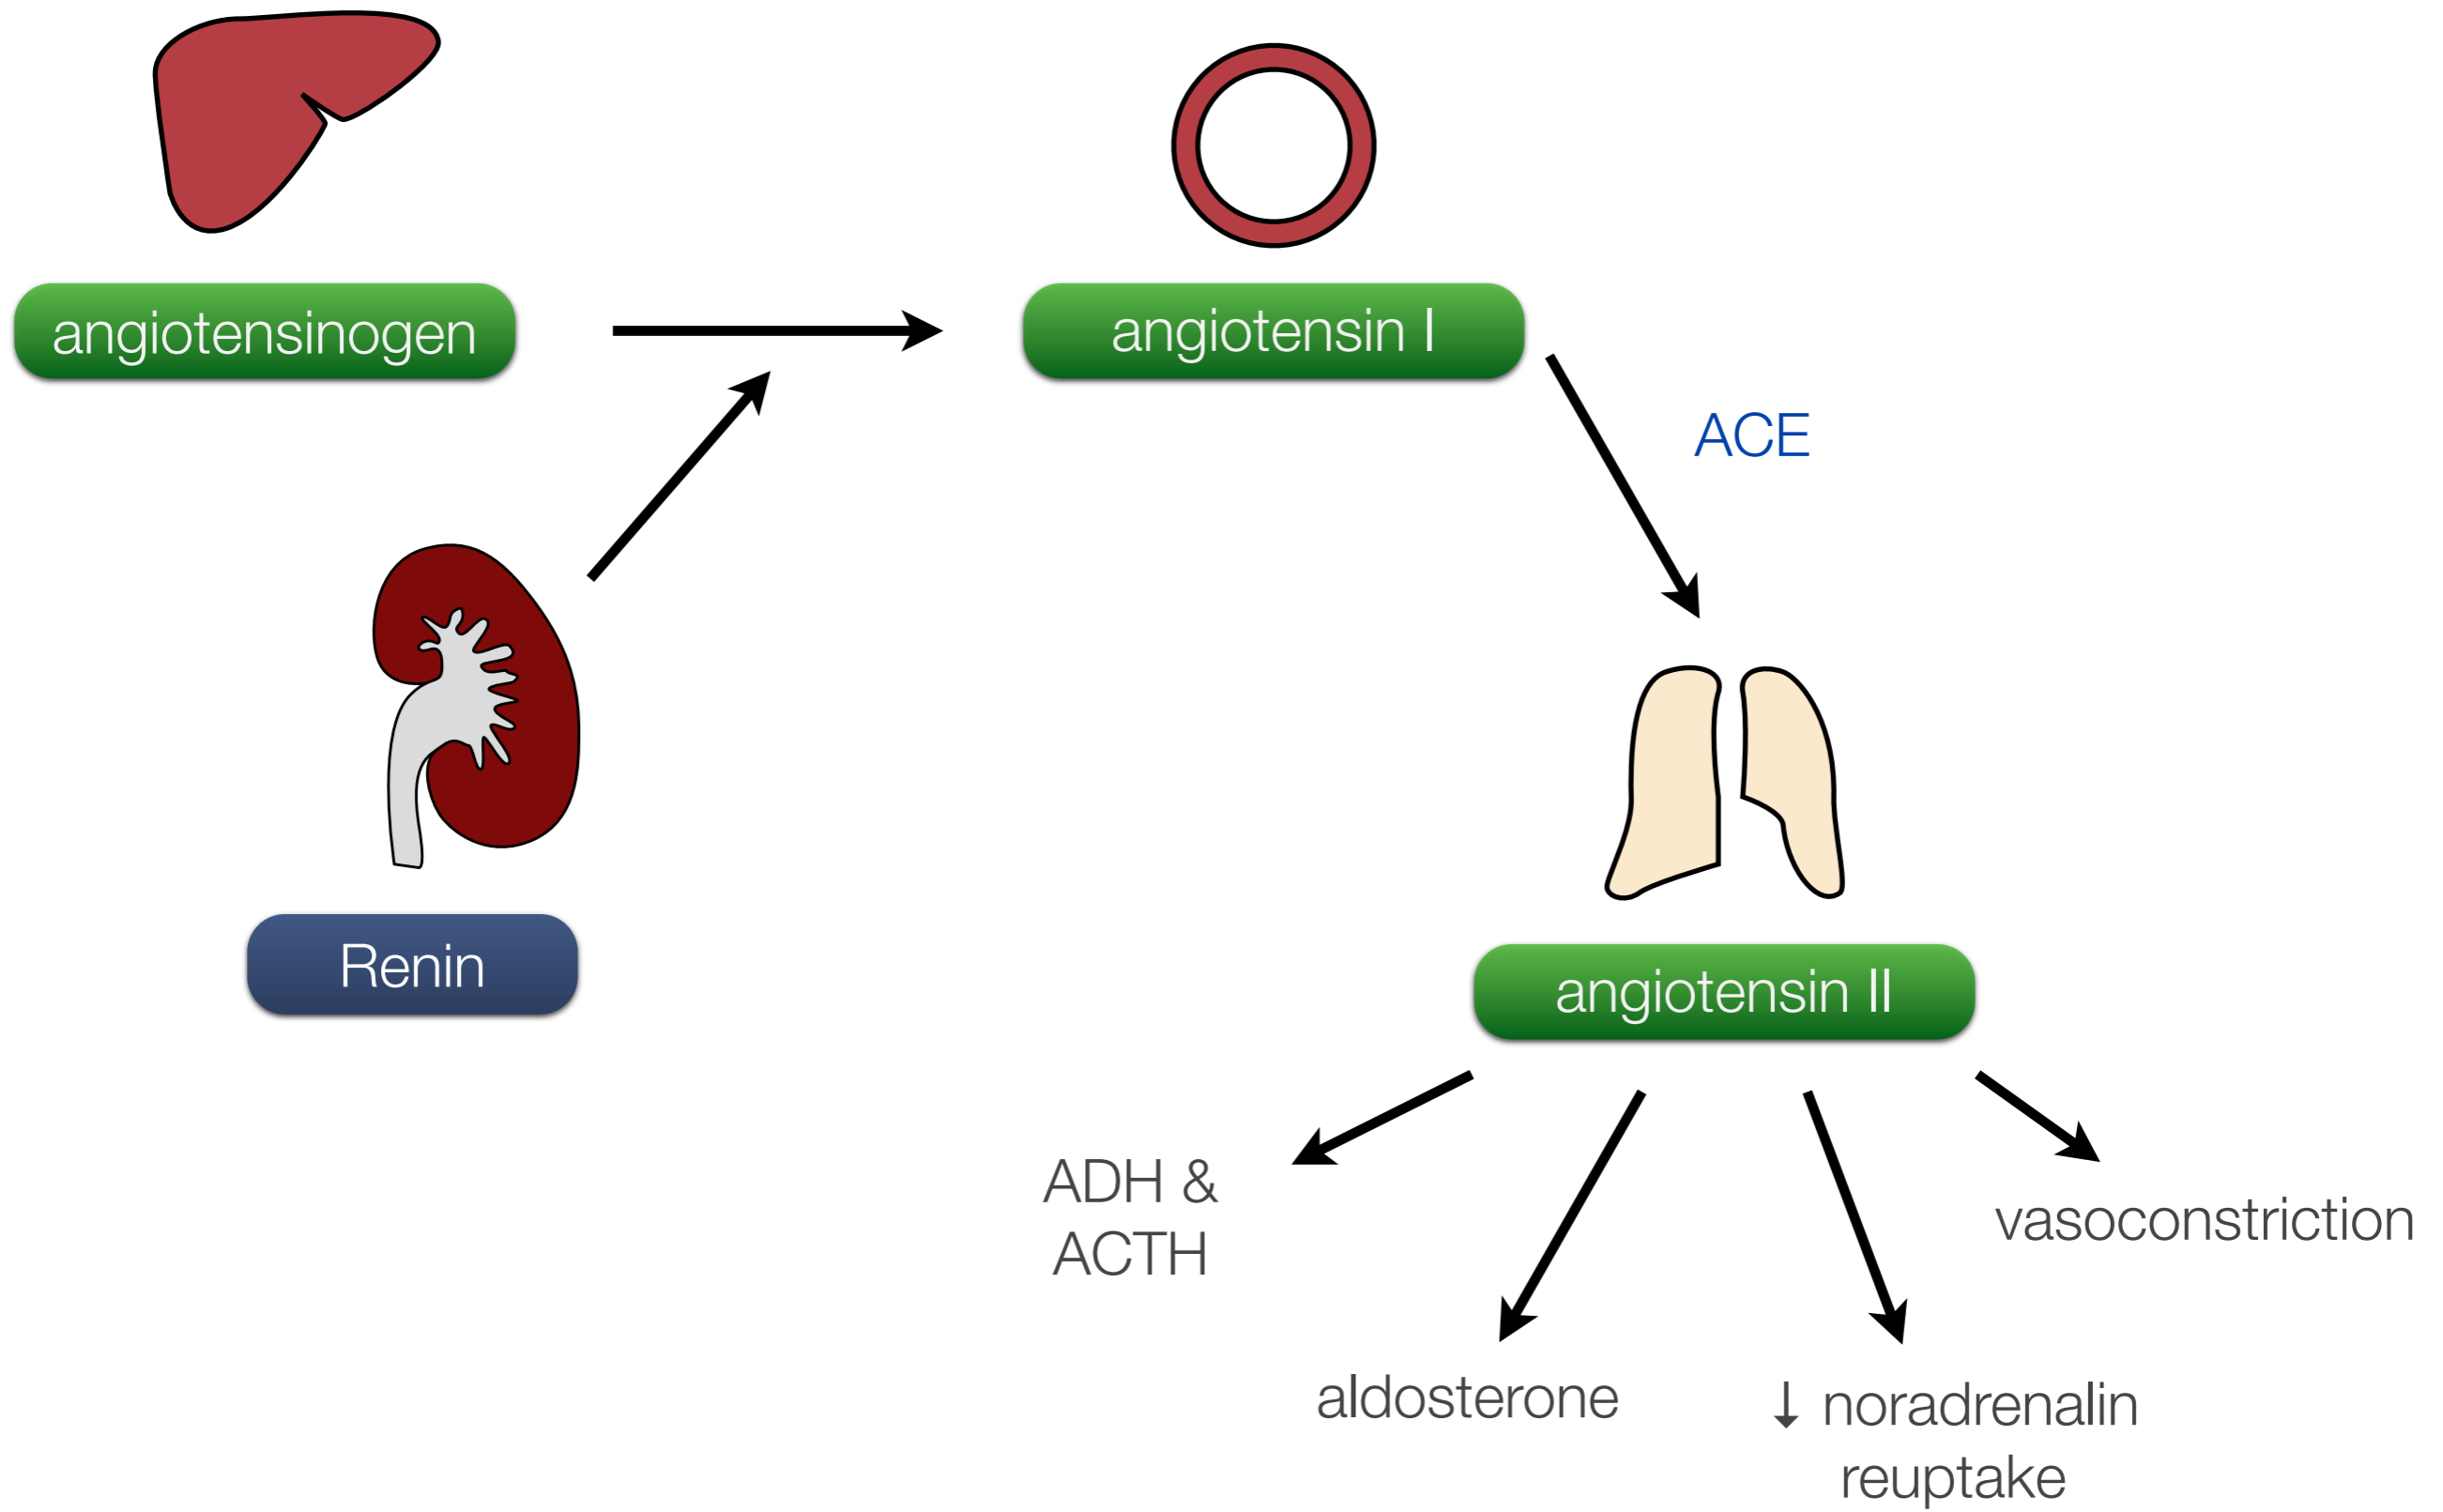 angiotensinogen
angiotensin I
ACE
Renin
angiotensin II
ADH &
ACTH
vasoconstriction
aldosterone
↓ noradrenalin
reuptake